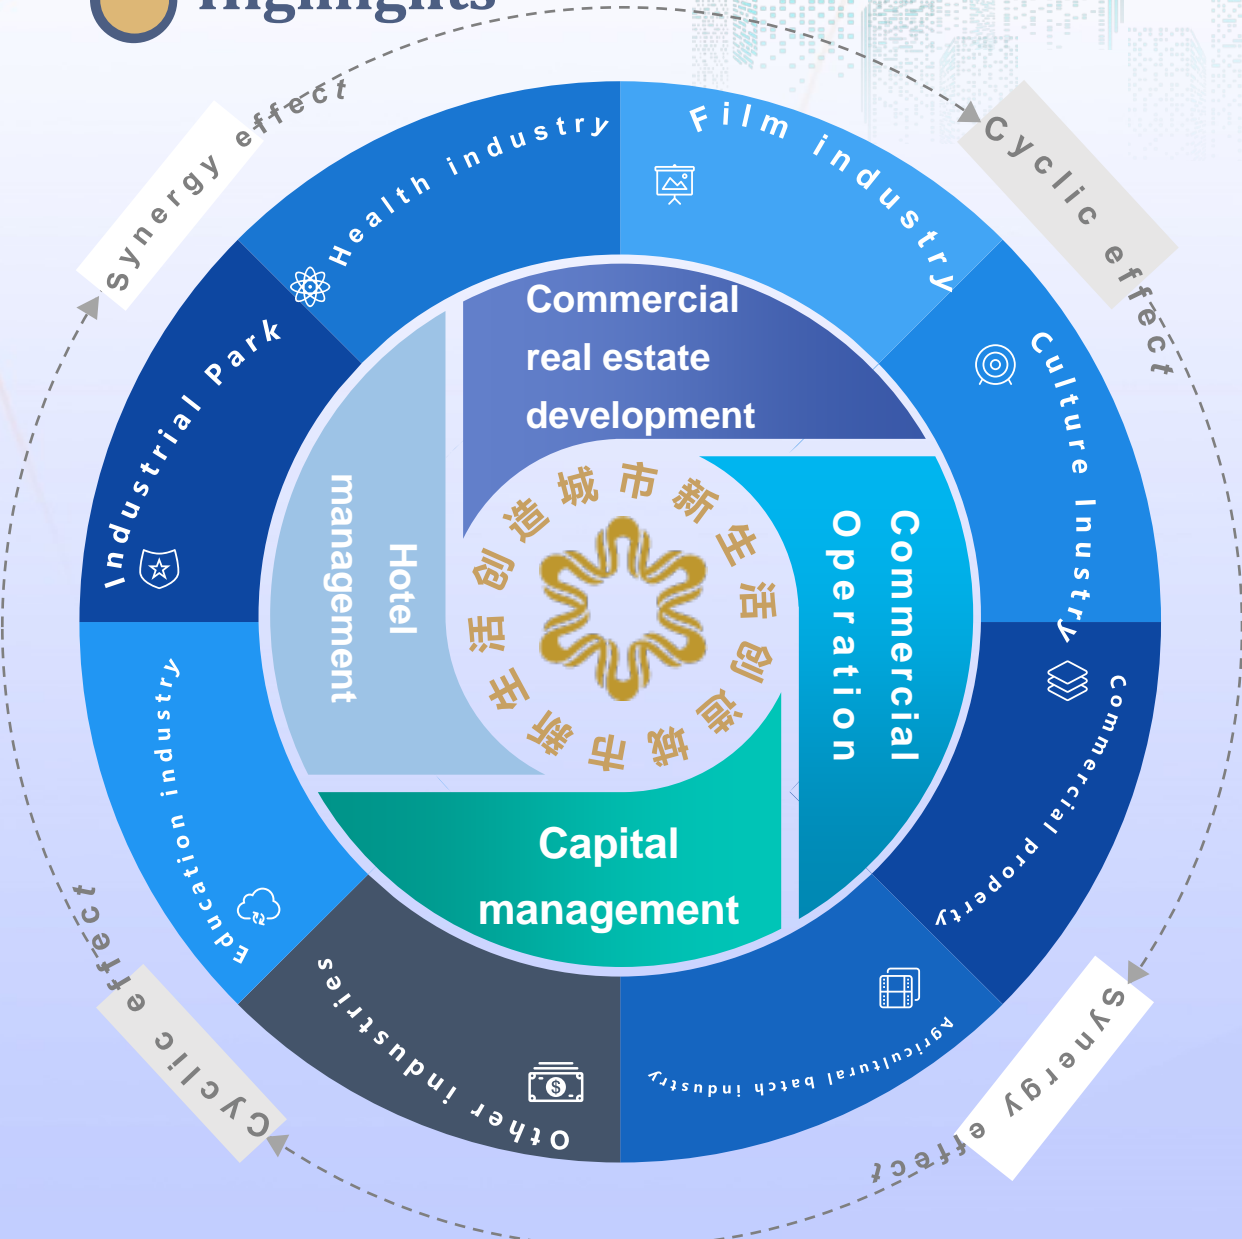 Highlights
Synergy effect
Cyclic effect
Synergy effect
Cyclic effect
Health industry
Film industry
Culture Inustry
Commercial property
Agricultural batch industry
Other industries
Education inpustry
Industrial Park
Commercial
real estate
development
Commercial
Operation
Capital
management
Hotel
management
创造城市新生活
创造城市新生活
$